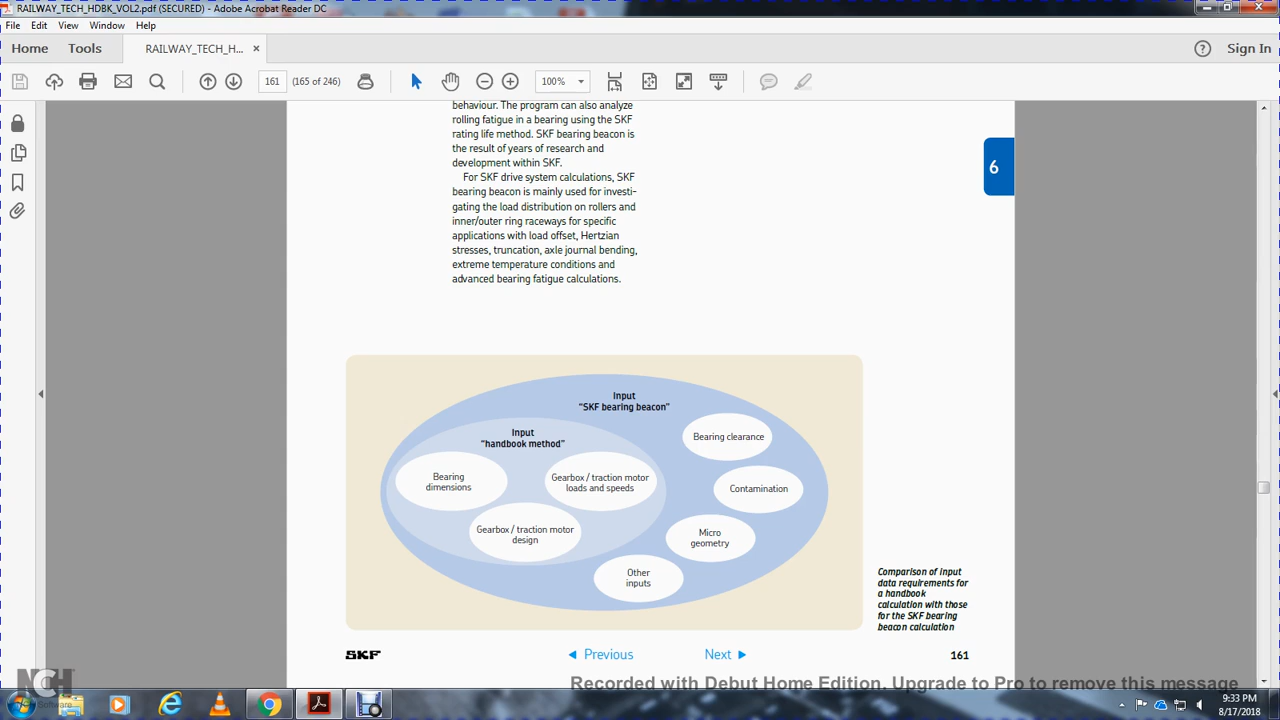 RAILWAY_TECH_HDBK_VOL2.pdf (SECURED) - Adobe Acrobat Reader DC
File Edit View Window Help
Home Tools RAILWAY_TECH_H... × Sign In
161 (165 of 246) 100%
behaviour. The program can also analyze
rolling fatigue in a bearing using the SKF
rating life method. SKF bearing beacon is
the result of years of research and
development within SKF.
For SKF drive system calculations, SKF
bearing beacon is mainly used for investi-
gating the load distribution on rollers and
inner/outer ring raceways for specific
applications with load offset, Hertzian
stresses, truncation, axle journal bending,
extreme temperature conditions and
advanced bearing fatigue calculations.
6
Input
“SKF bearing beacon”
Input
“handbook method”
Bearing clearance
Bearing
dimensions
Gearbox / traction motor
loads and speeds
Contamination
Gearbox / traction motor
design
Micro
geometry
Other
inputs
Comparison of input
data requirements for
a handbook
calculation with those
for the SKF bearing
beacon calculation
SKF Previous Next 161
NCH Software
Recorded with Debut Home Edition. Upgrade to Pro to remove this message
9:33 PM
8/17/2018